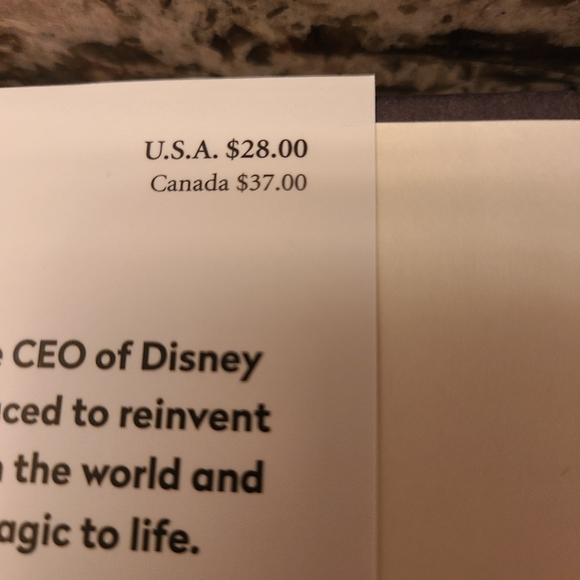 U.S.A. $28.00
Canada $37.00
CEO of Disney
to reinvent
the world and
to life.